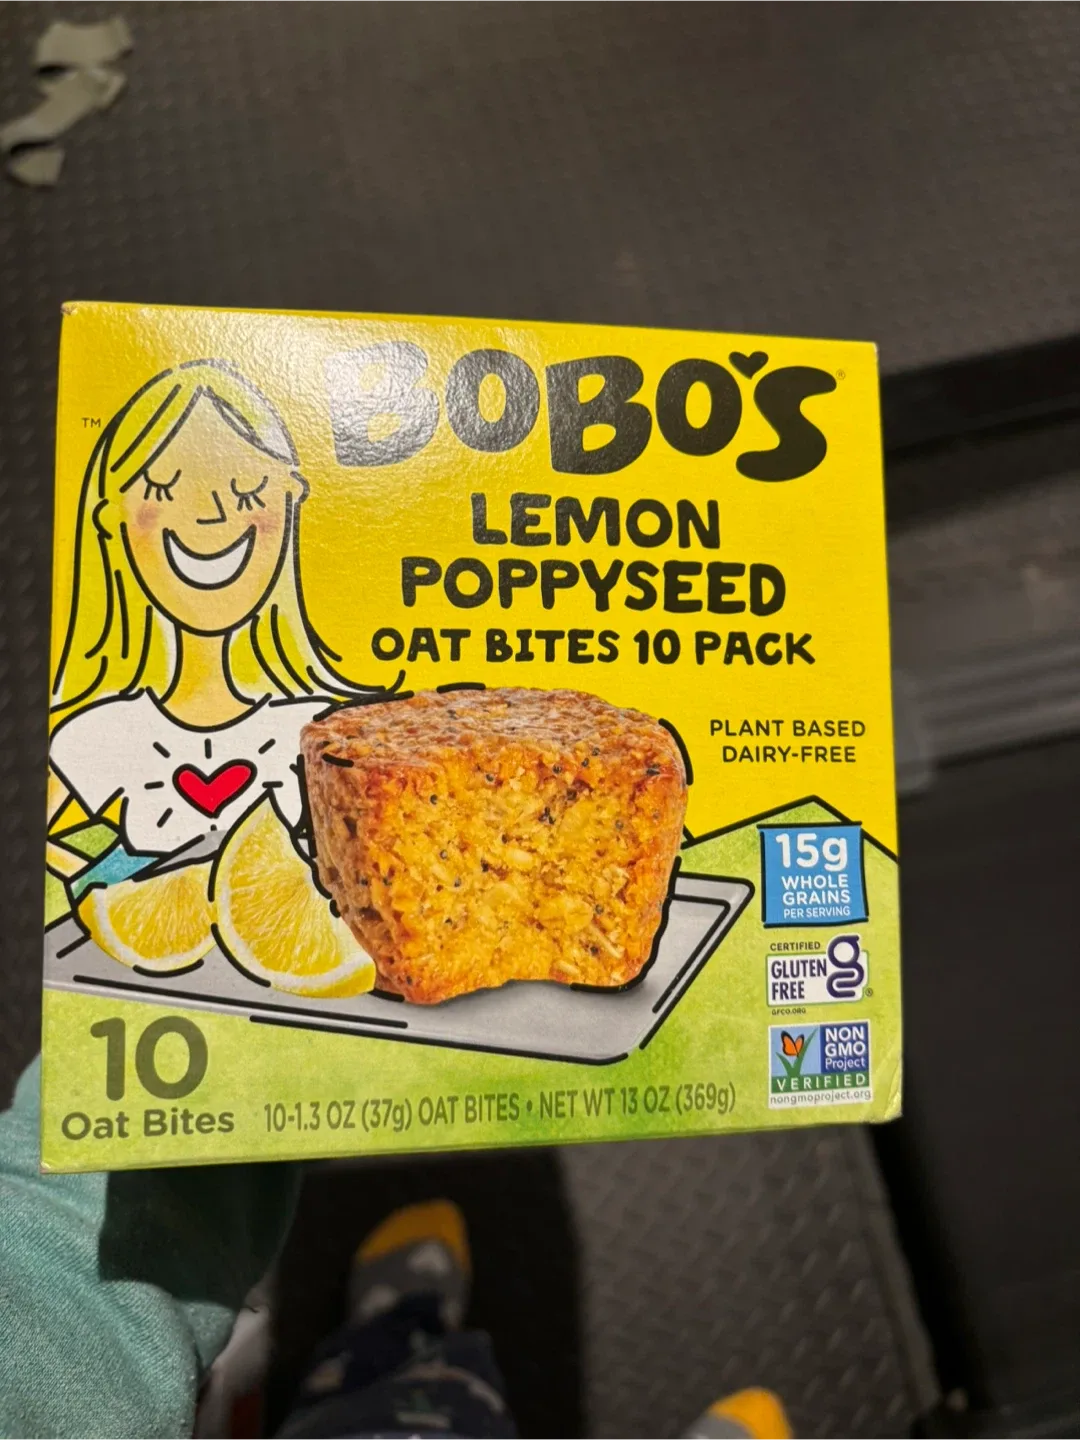 BOBO'S®
TM
LEMON
POPPYSEED
OAT BITES 10 PACK
PLANT BASED
DAIRY-FREE
15g
WHOLE
GRAINS
PER SERVING
CERTIFIED
GLUTEN
FREE
®
GFCO.ORG
NON
GMO
Project
VERIFIED
nongmoproject.org
10
Oat Bites
10-1.3 OZ (37g) OAT BITES • NET WT 13 OZ (369g)